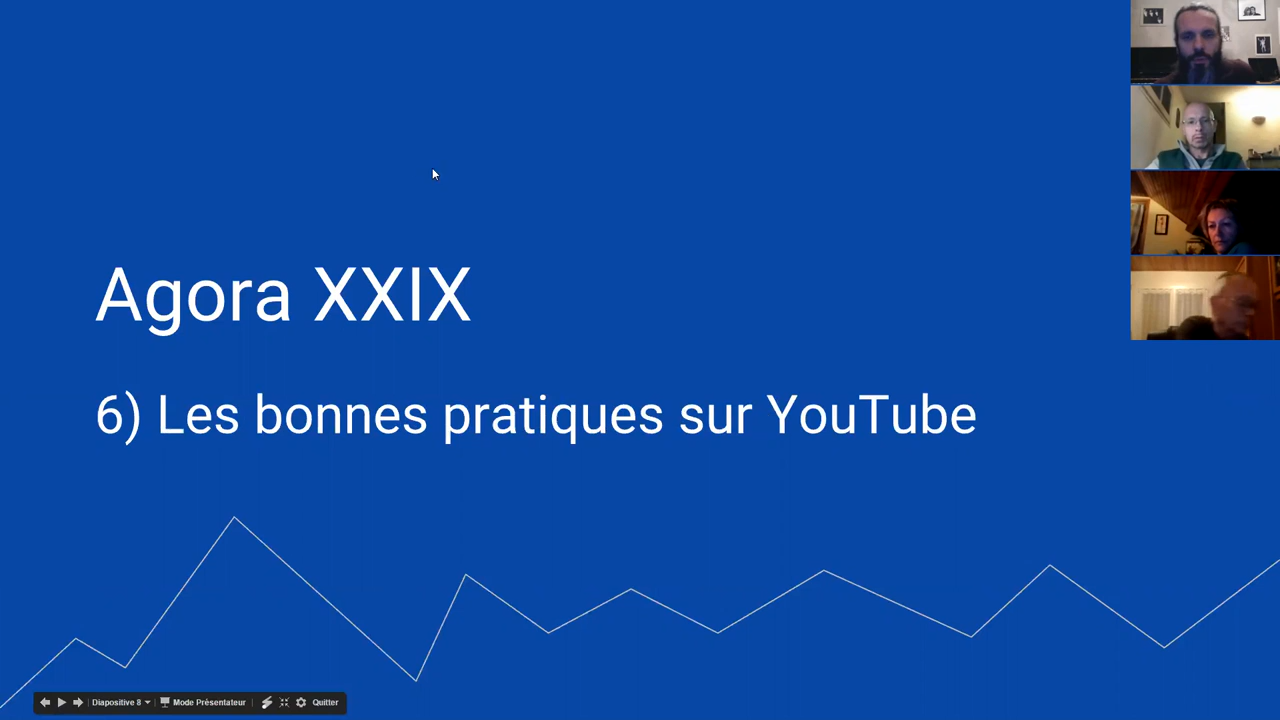 Agora XXIX
6) Les bonnes pratiques sur YouTube
Diapositive 8
Mode Présentateur
Quitter